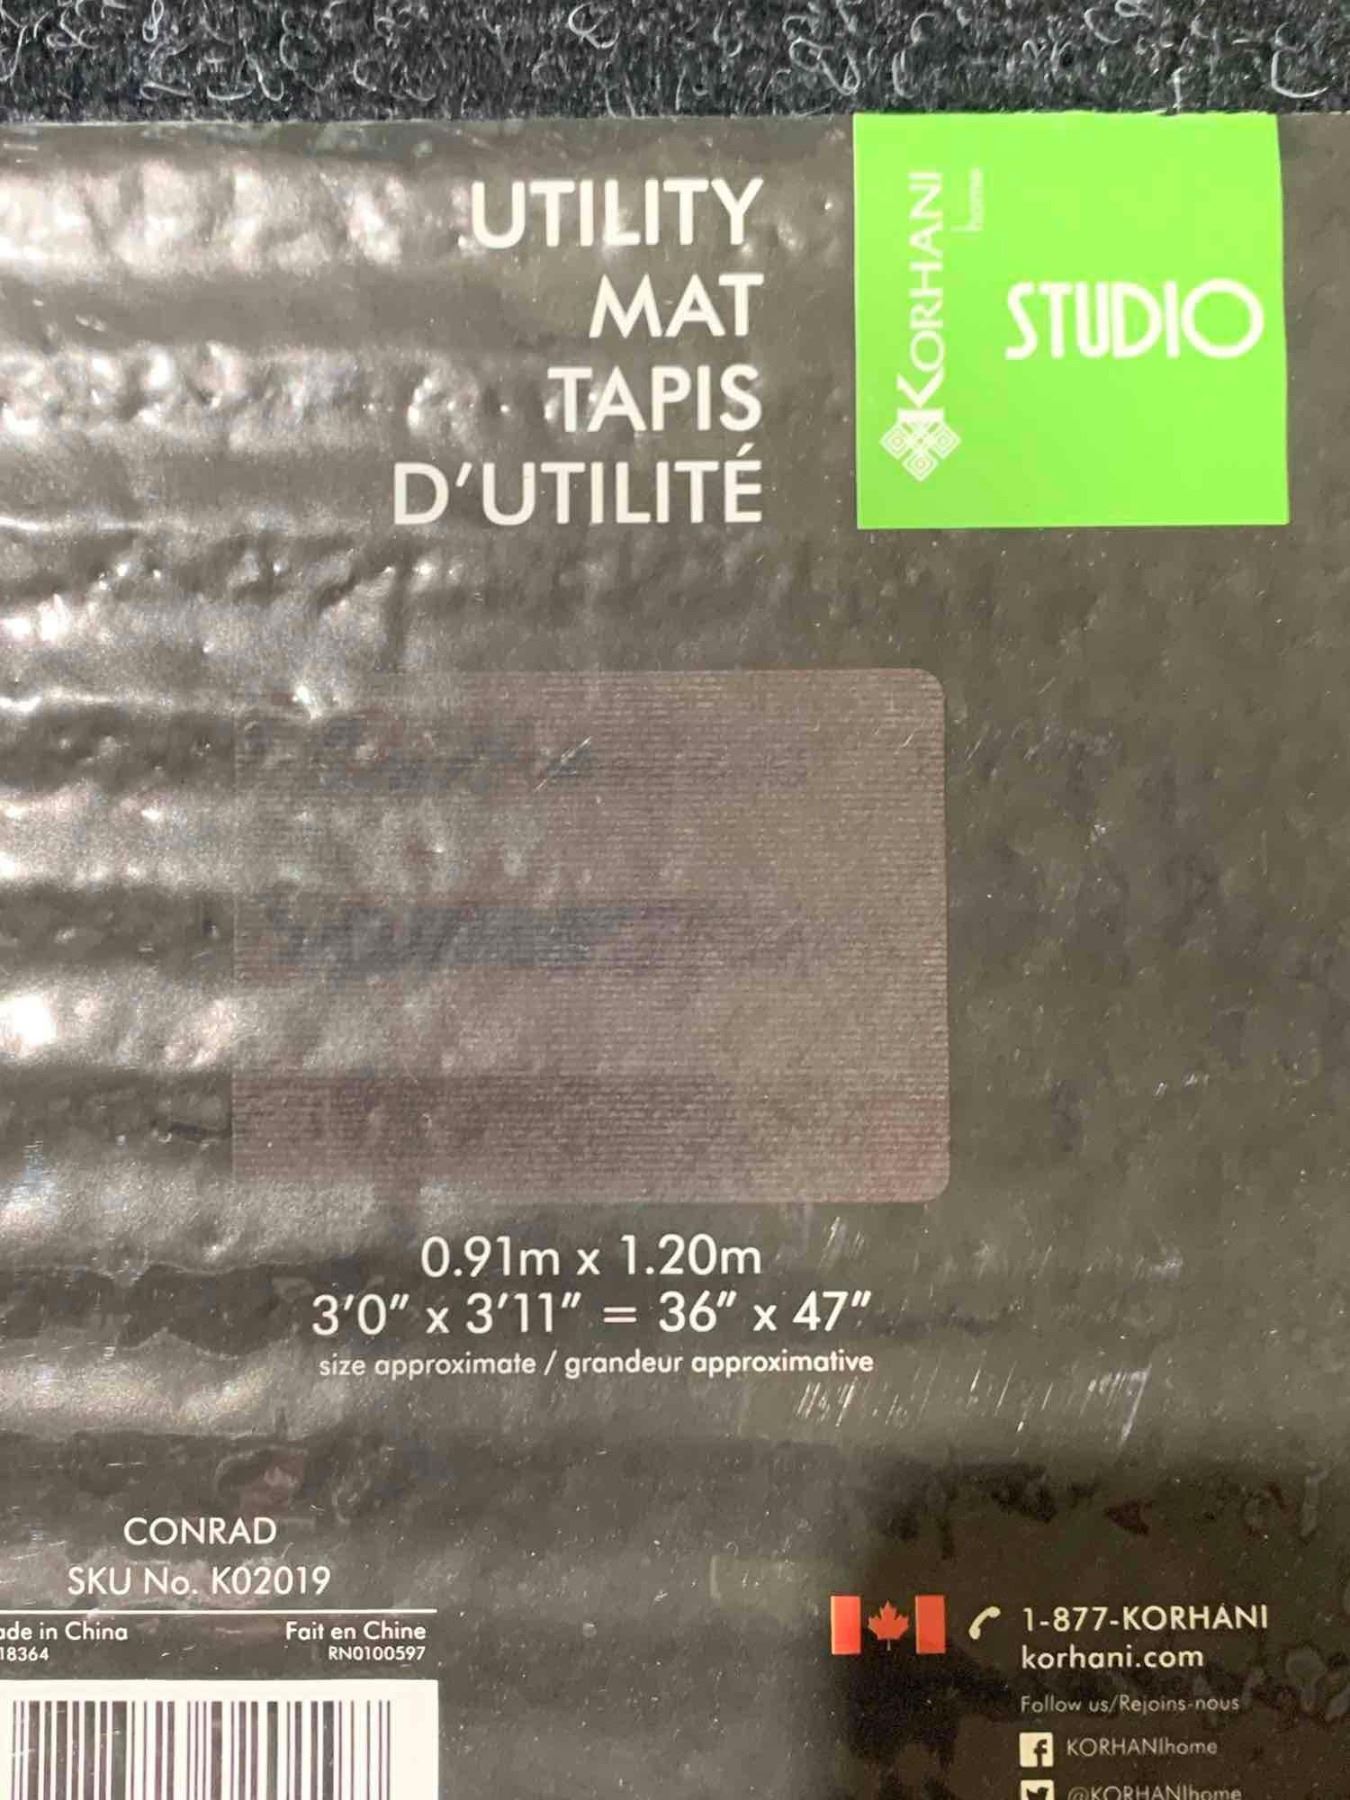 UTILITY
MAT
TAPIS
D’UTILITÉ
KORHANI
home
STUDIO
0.91m x 1.20m
3’0” x 3’11” = 36” x 47”
size approximate / grandeur approximative
CONRAD
SKU No. K02019
in China
Fait en Chine
18364
RN0100597
1-877-KORHANI
korhani.com
Follow us/Rejoins-nous
KORHANIhome
@KORHANIhome